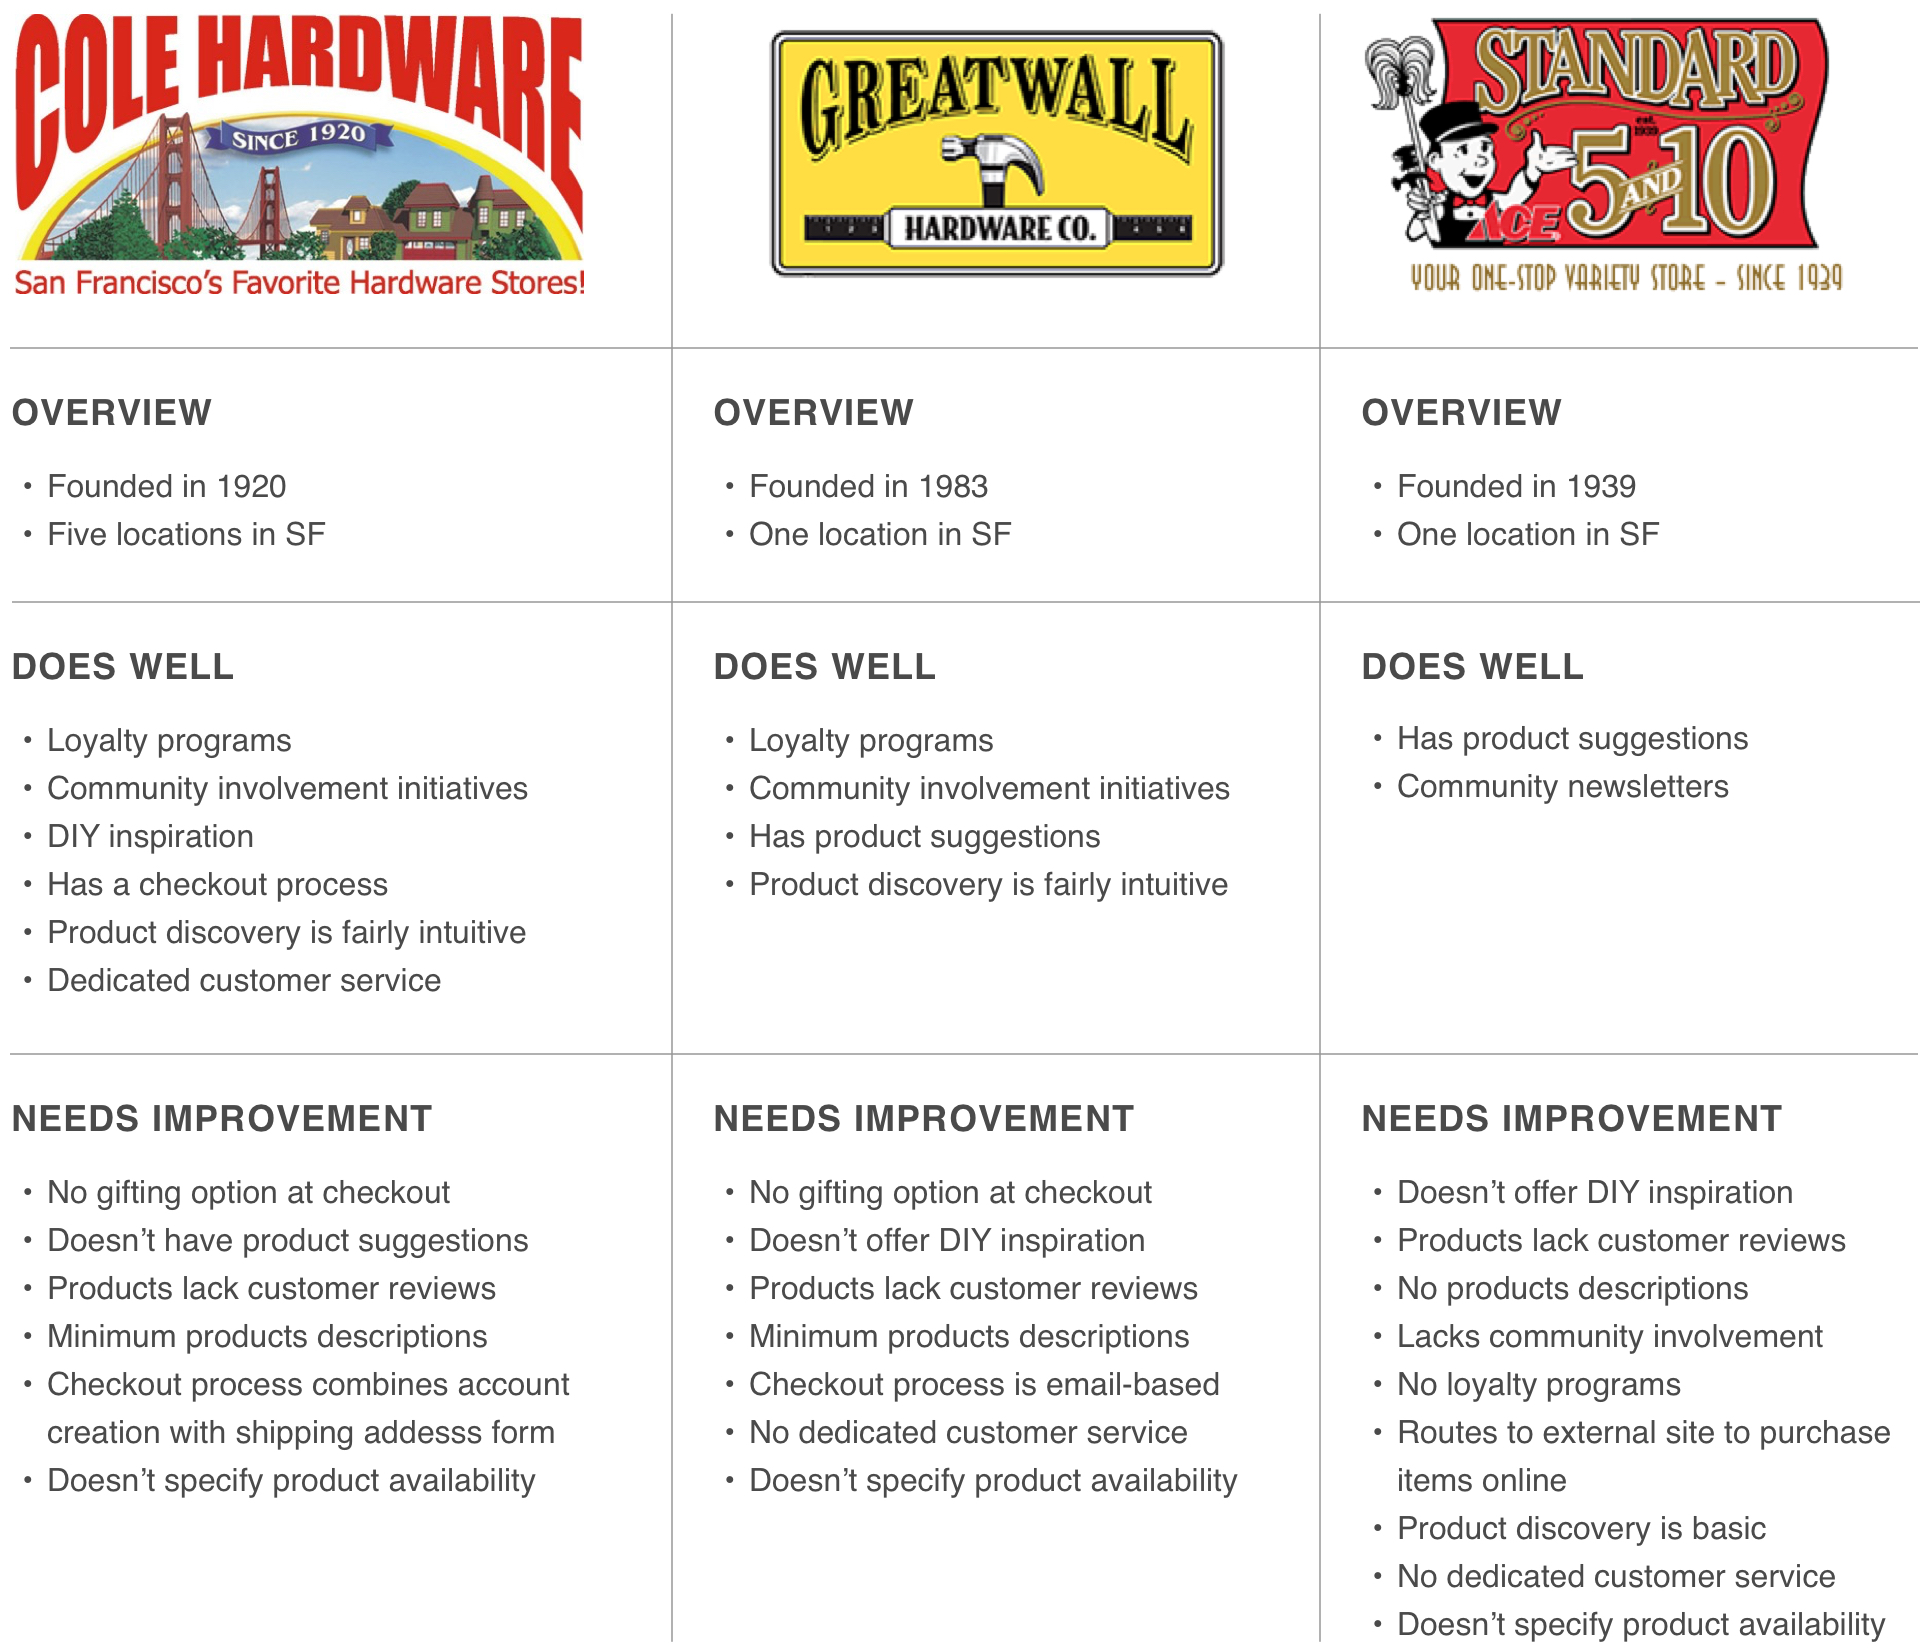 COLE HARDWARE
SINCE 1920
San Francisco's Favorite Hardware Stores!
GREATWALL
HARDWARE CO.
STANDARD
est.
1939
5 AND 10
ACE
YOUR ONE-STOP VARIETY STORE – SINCE 1939
OVERVIEW
• Founded in 1920
• Five locations in SF
OVERVIEW
• Founded in 1983
• One location in SF
OVERVIEW
• Founded in 1939
• One location in SF
DOES WELL
• Loyalty programs
• Community involvement initiatives
• DIY inspiration
• Has a checkout process
• Product discovery is fairly intuitive
• Dedicated customer service
DOES WELL
• Loyalty programs
• Community involvement initiatives
• Has product suggestions
• Product discovery is fairly intuitive
DOES WELL
• Has product suggestions
• Community newsletters
NEEDS IMPROVEMENT
• No gifting option at checkout
• Doesn't have product suggestions
• Products lack customer reviews
• Minimum products descriptions
• Checkout process combines account
creation with shipping addesss form
• Doesn't specify product availability
NEEDS IMPROVEMENT
• No gifting option at checkout
• Doesn't offer DIY inspiration
• Products lack customer reviews
• Minimum products descriptions
• Checkout process is email-based
• No dedicated customer service
• Doesn't specify product availability
NEEDS IMPROVEMENT
• Doesn't offer DIY inspiration
• Products lack customer reviews
• No products descriptions
• Lacks community involvement
• No loyalty programs
• Routes to external site to purchase
items online
• Product discovery is basic
• No dedicated customer service
• Doesn't specify product availability